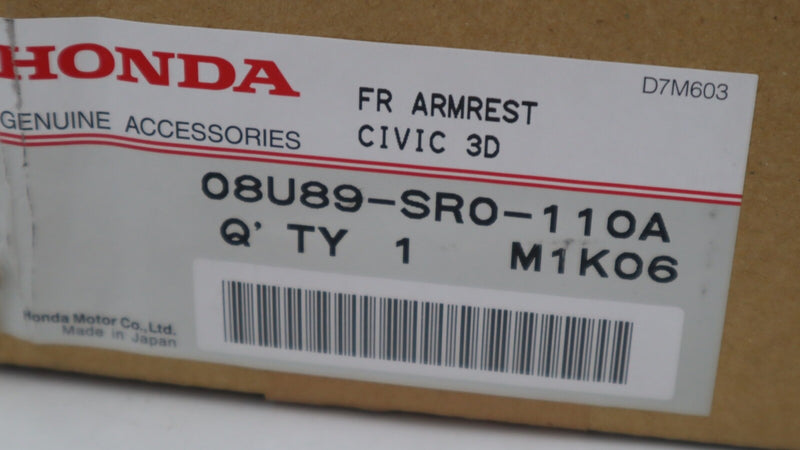 HONDA
GENUINE ACCESSORIES
FR ARMREST
CIVIC 3D
D7M603
08U89-SR0-110A
Q'TY 1 M1K06
Honda Motor Co.,Ltd.
Made in Japan